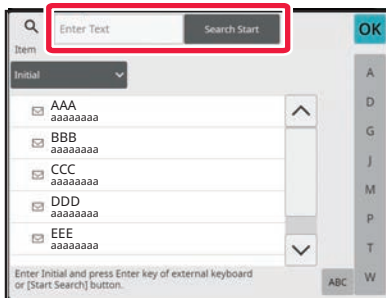 Enter Text
Search Start
OK
Item
Initial
AAA
aaaaaaaa
BBB
aaaaaaaa
CCC
aaaaaaaa
DDD
aaaaaaaa
EEE
aaaaaaaa
A
D
G
J
M
P
T
W
Enter Initial and press Enter key of external keyboard
or [Start Search] button.
ABC